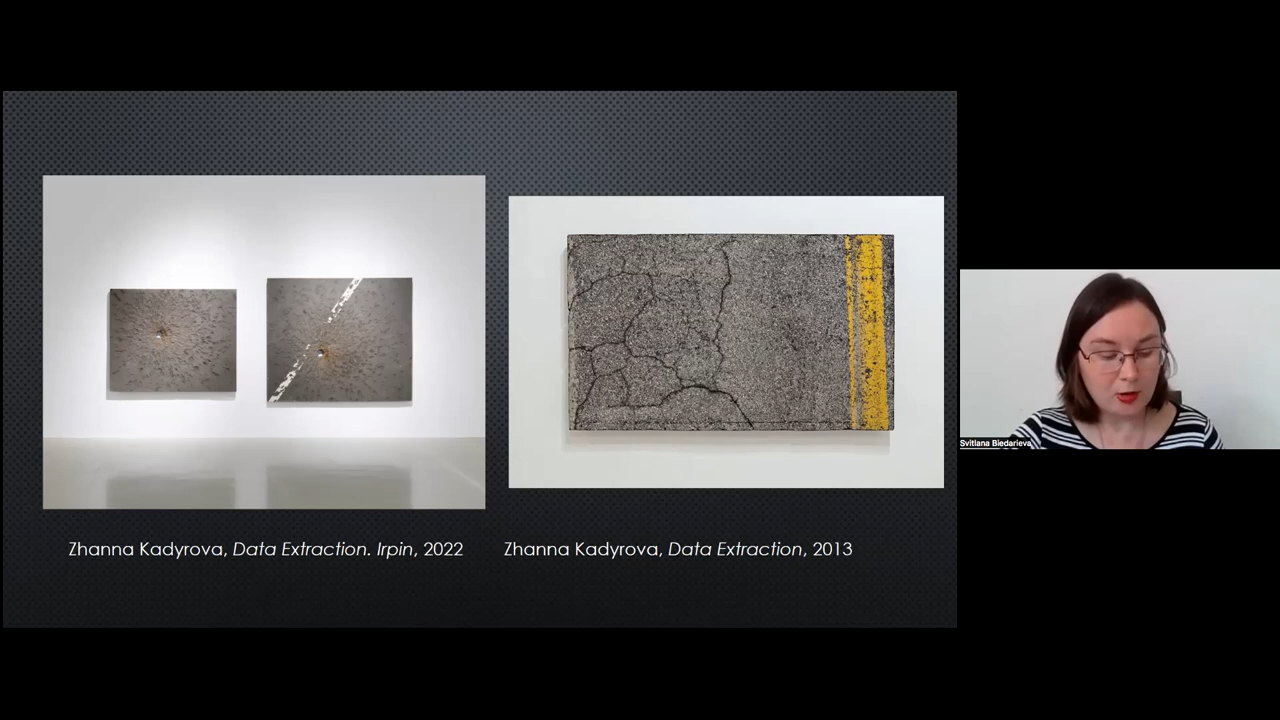 Zhanna Kadyrova, Data Extraction. Irpin, 2022
Zhanna Kadyrova, Data Extraction, 2013
Svitlana Biedarieva